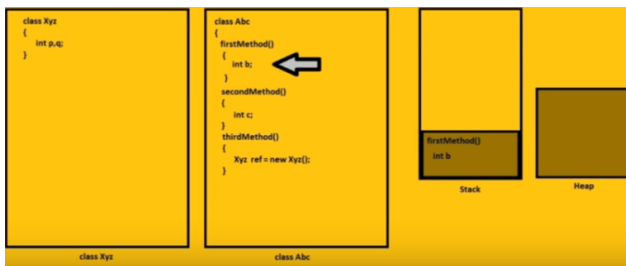 class Xyz
{
int p,q;
}
class Xyz
class Abc
{
firstMethod()
{
int b;
}
secondMethod()
{
int c;
}
thirdMethod()
{
Xyz ref = new Xyz();
}
class Abc
firstMethod()
int b
Stack
Heap